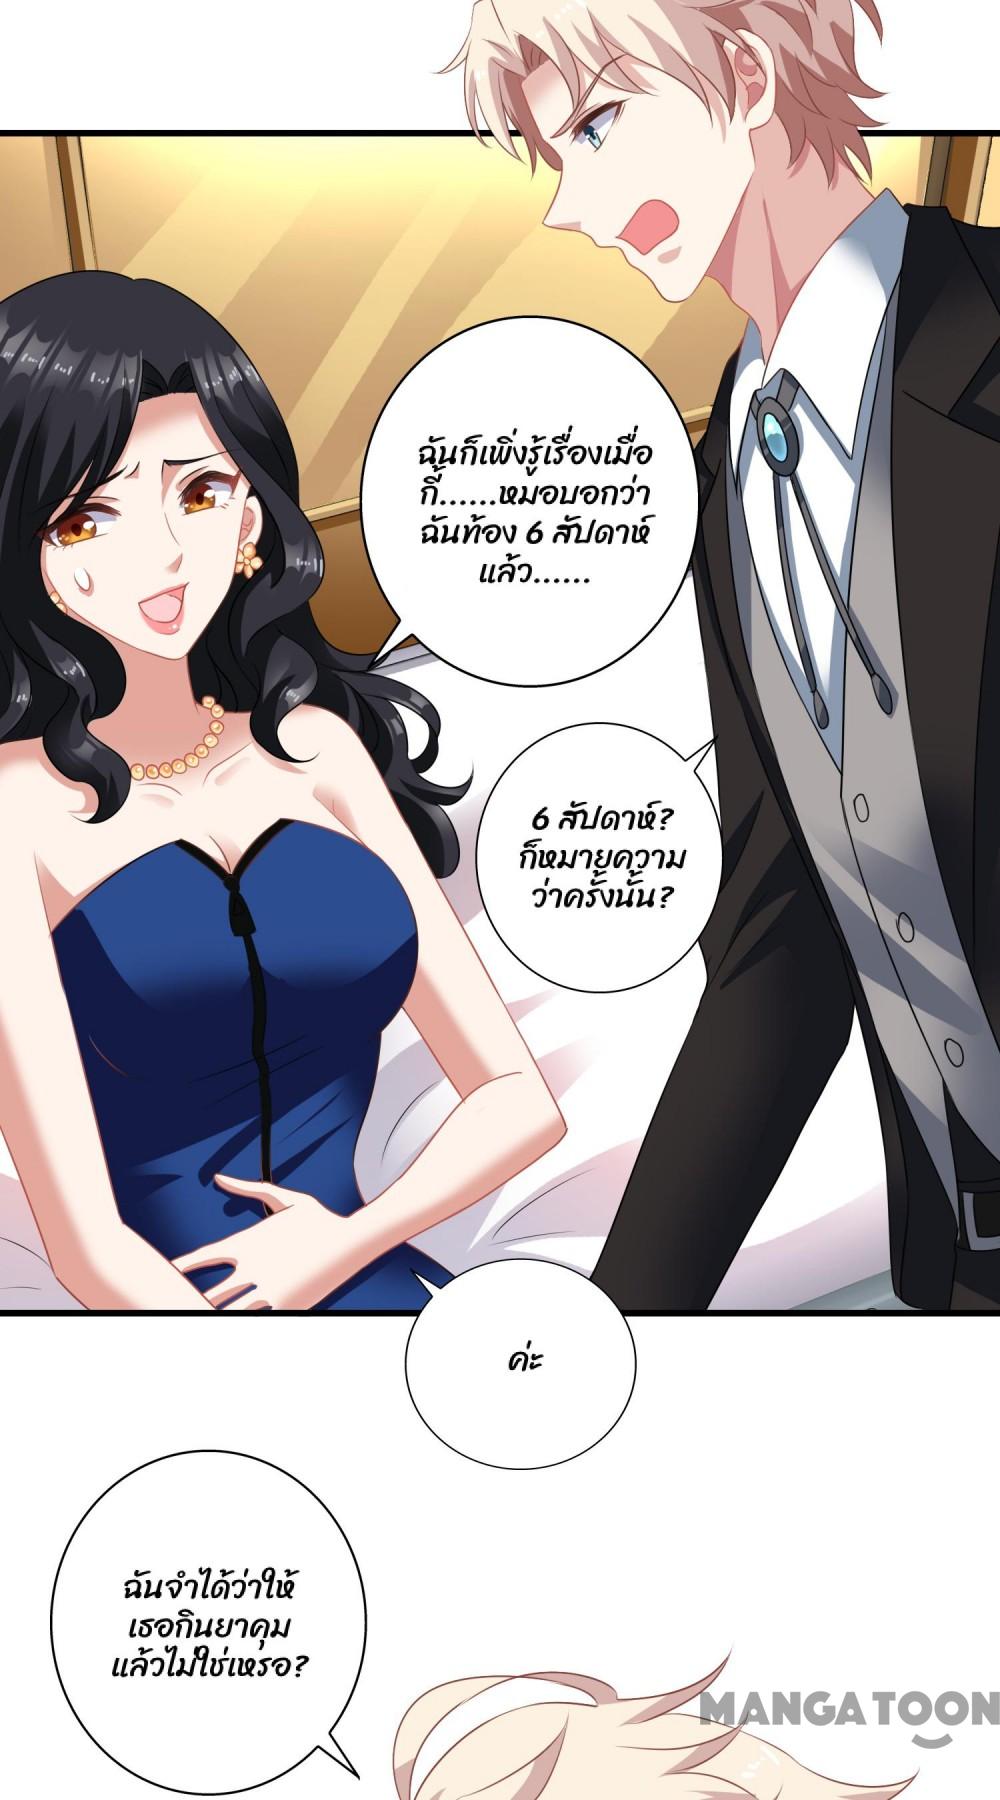 ฉันก็เพิ่งรู้เรื่องเมื่อ
กี้......หมอบอกว่า
ฉันท้อง 6 สัปดาห์
แล้ว......
6 สัปดาห์?
ก็หมายความ
ว่าครั้งนั้น?
ค่ะ
ฉันจำได้ว่าให้
เธอกินยาคุม
แล้วไม่ใช่เหรอ?
MANGATOON